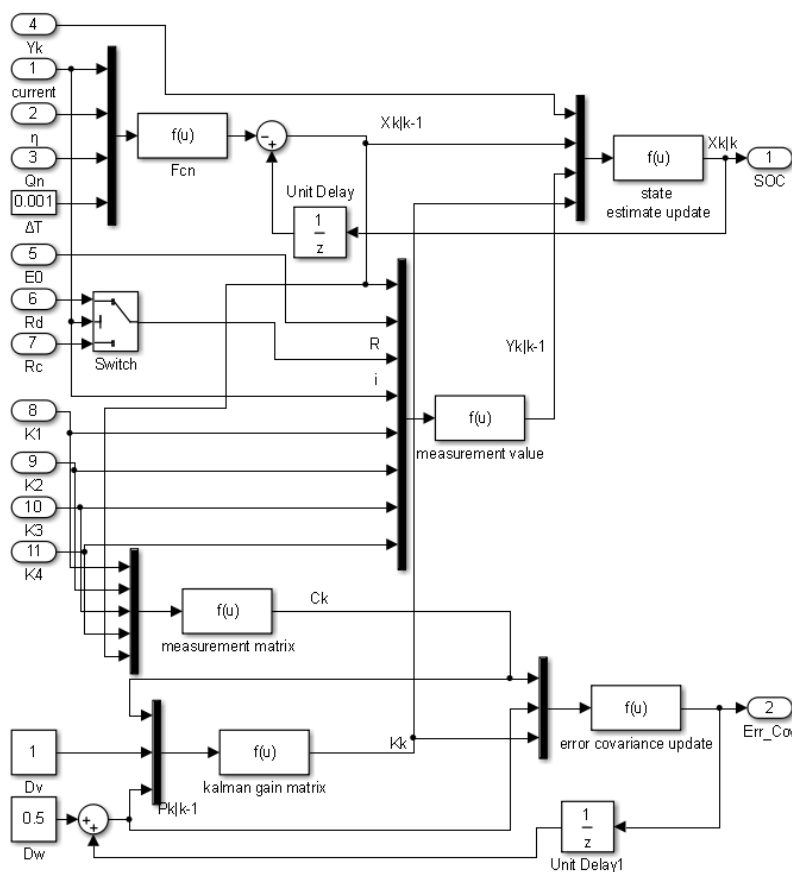 4
Yk
1
current
2
η
3
Qn
0.001
ΔT
f(u)
Fcn
-
+
Xk|k-1
Unit Delay
1
z
f(u)
state
estimate update
Xk|k
1
SOC
5
E0
6
Rd
7
Rc
Switch
R
i
Yk|k-1
f(u)
measurement value
8
K1
9
K2
10
K3
11
K4
f(u)
measurement matrix
Ck
1
Dv
0.5
Dw
+
+
Pk|k-1
f(u)
kalman gain matrix
Kk
f(u)
error covariance update
2
Err_Cov
1
z
Unit Delay1